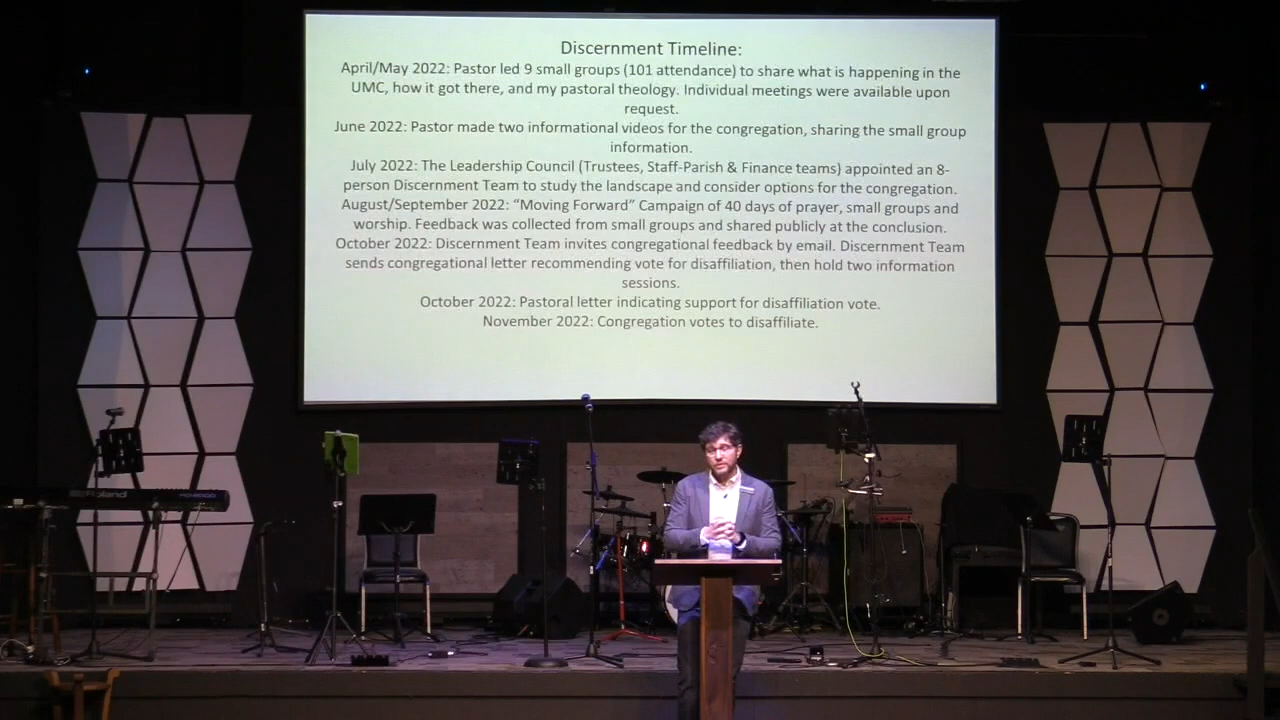 Discernment Timeline:
April/May 2022: Pastor led 9 small groups (101 attendance) to share what is happening in the
UMC, how it got there, and my pastoral theology. Individual meetings were available upon
request.
June 2022: Pastor made two informational videos for the congregation, sharing the small group
information.
July 2022: The Leadership Council (Trustees, Staff-Parish & Finance teams) appointed an 8-
person Discernment Team to study the landscape and consider options for the congregation.
August/September 2022: “Moving Forward” Campaign of 40 days of prayer, small groups and
worship. Feedback was collected from small groups and shared publicly at the conclusion.
October 2022: Discernment Team invites congregational feedback by email. Discernment Team
sends congregational letter recommending vote for disaffiliation, then hold two information
sessions.
October 2022: Pastoral letter indicating support for disaffiliation vote.
November 2022: Congregation votes to disaffiliate.
Roland